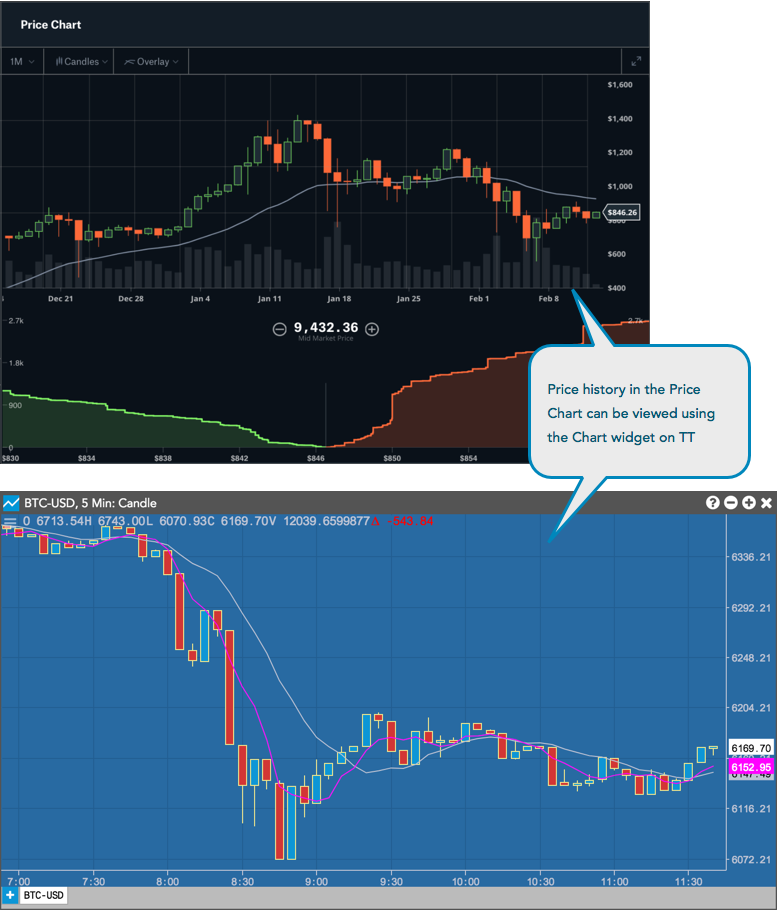 Price Chart
1M Candles Overlay
$1,600
$1,400
$1,200
$1,000
$846.26
$600
$400
Dec 21 Dec 28 Jan 4 Jan 11 Jan 18 Jan 25 Feb 1 Feb 8
2.7k 9,432.36 2.7k
Mid Market Price
1.8k
900
0
$830 $834 $838 $842 $846 $850 $854
Price history in the Price
Chart can be viewed using
the Chart widget on TT
BTC-USD, 5 Min: Candle
O 6713.54H 6743.00L 6070.93C 6169.70V 12039.6599877Δ -543.84
6336.21
6292.21
6248.21
6204.21
6169.70
6152.95
6147.49
6116.21
6072.21
7:00 7:30 8:00 8:30 9:00 9:30 10:00 10:30 11:00 11:30
BTC-USD